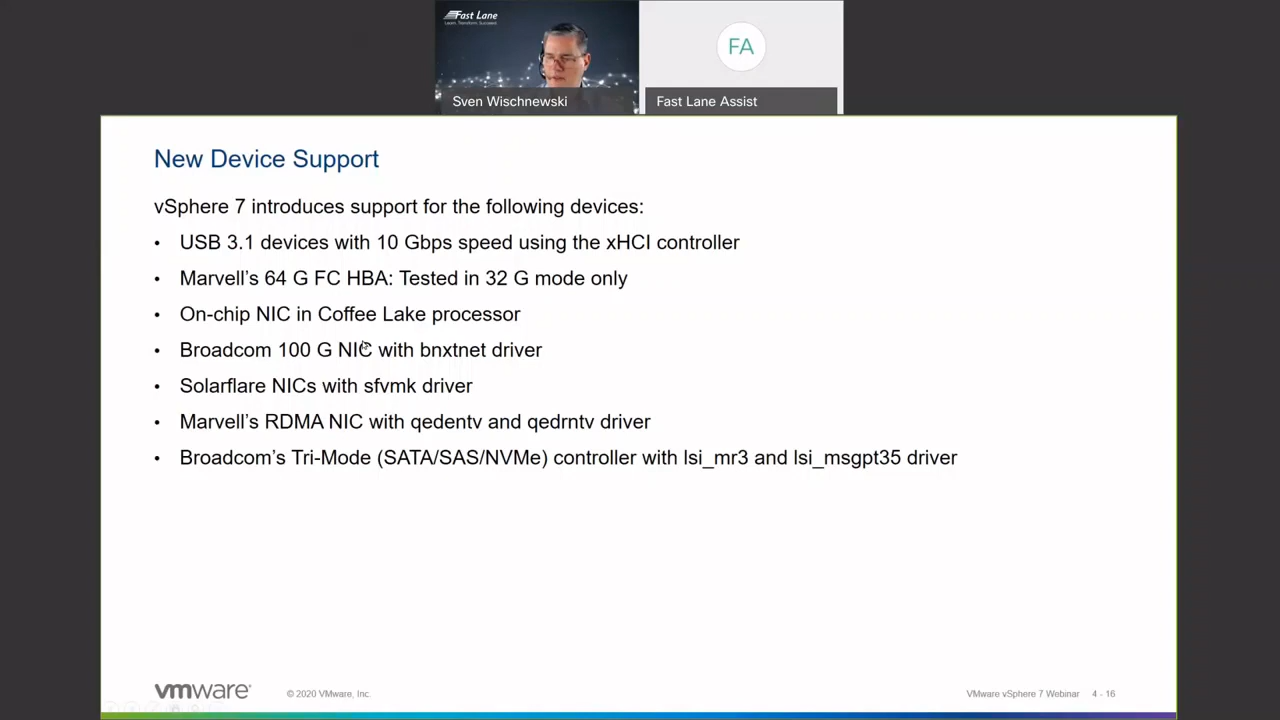 Fast Lane
Learn. Transform. Succeed.
FA
Sven Wischnewski
Fast Lane Assist
New Device Support
vSphere 7 introduces support for the following devices:
• USB 3.1 devices with 10 Gbps speed using the xHCI controller
• Marvell’s 64 G FC HBA: Tested in 32 G mode only
• On-chip NIC in Coffee Lake processor
• Broadcom 100 G NIC with bnxtnet driver
• Solarflare NICs with sfvmk driver
• Marvell’s RDMA NIC with qedentv and qedrntv driver
• Broadcom’s Tri-Mode (SATA/SAS/NVMe) controller with lsi_mr3 and lsi_msgpt35 driver
vmware
© 2020 VMware, Inc.
VMware vSphere 7 Webinar 4 - 16